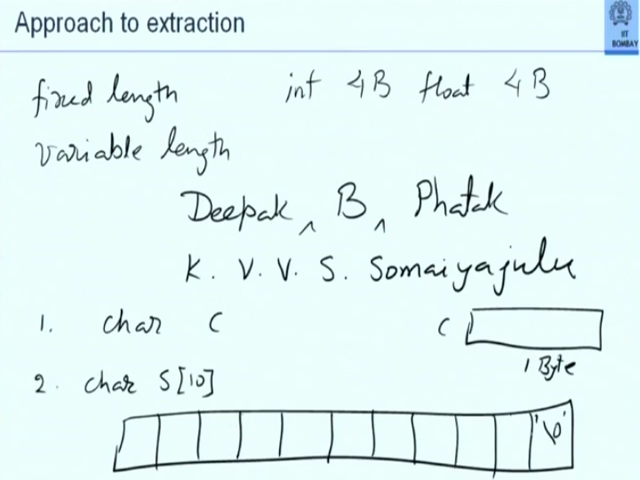 Approach to extraction
IIT
BOMBAY
fixed length int 4B float 4B
variable length
Deepak ^ B ^ Phatak
K. V. V. S. Somaiyajulu
1. char C C
1 Byte
2. char S[10]
'\0'